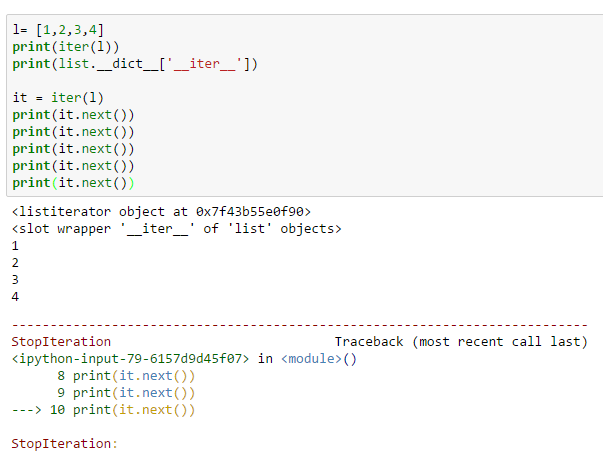 l= [1,2,3,4]
print(iter(l))
print(list.__dict__['__iter__'])
it = iter(l)
print(it.next())
print(it.next())
print(it.next())
print(it.next())
print(it.next())
<listiterator object at 0x7f43b55e0f90>
<slot wrapper '__iter__' of 'list' objects>
1
2
3
4
---------------------------------------------------------------------------
StopIteration                             Traceback (most recent call last)
<ipython-input-79-6157d9d45f07> in <module>()
      8 print(it.next())
      9 print(it.next())
---> 10 print(it.next())
StopIteration: